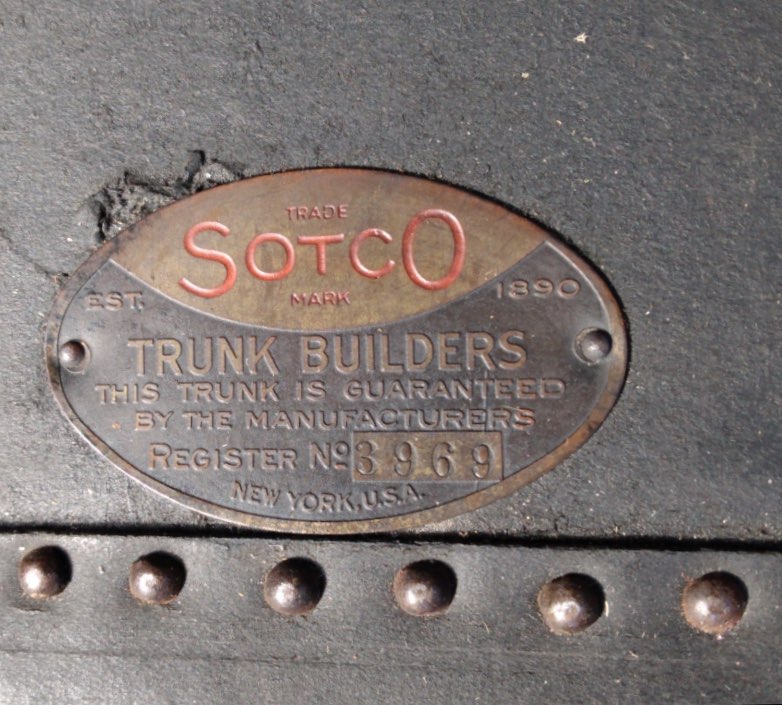 TRADE
SOTCO
MARK
EST. 1890
TRUNK BUILDERS
THIS TRUNK IS GUARANTEED
BY THE MANUFACTURERS
REGISTER No 3969
NEW YORK, U.S.A.